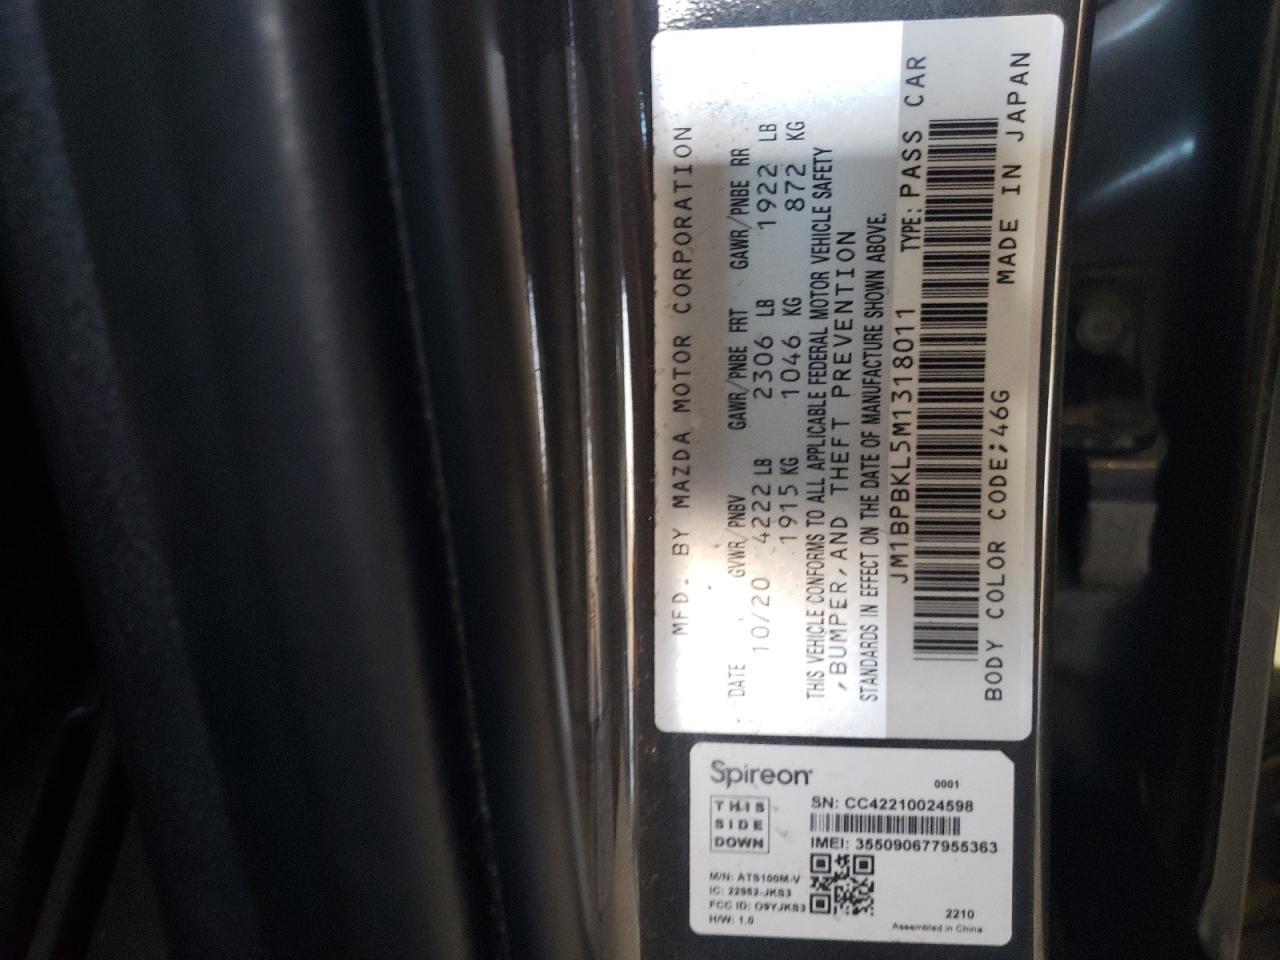 MFD. BY MAZDA MOTOR CORPORATION
DATE GVWR/PNBV GAWR/PNBE FRT GAWR/PNBE RR
10/20 4222 LB 2306 LB 1922 LB
1915 KG 1046 KG 872 KG
THIS VEHICLE CONFORMS TO ALL APPLICABLE FEDERAL MOTOR VEHICLE SAFETY
,BUMPER,AND THEFT PREVENTION
STANDARDS IN EFFECT ON THE DATE OF MANUFACTURE SHOWN ABOVE.
JM1BPBKL5M1318011 TYPE: PASS CAR
BODY COLOR CODE;46G MADE IN JAPAN
Spireon 0001
THIS
SIDE
DOWN
SN: CC42210024598
IMEI: 355090677955363
M/N: ATS100M-V
IC: 22952-JKS3
FCC ID: O9YJKS3
H/W: 1.0
2210
Assembled in China